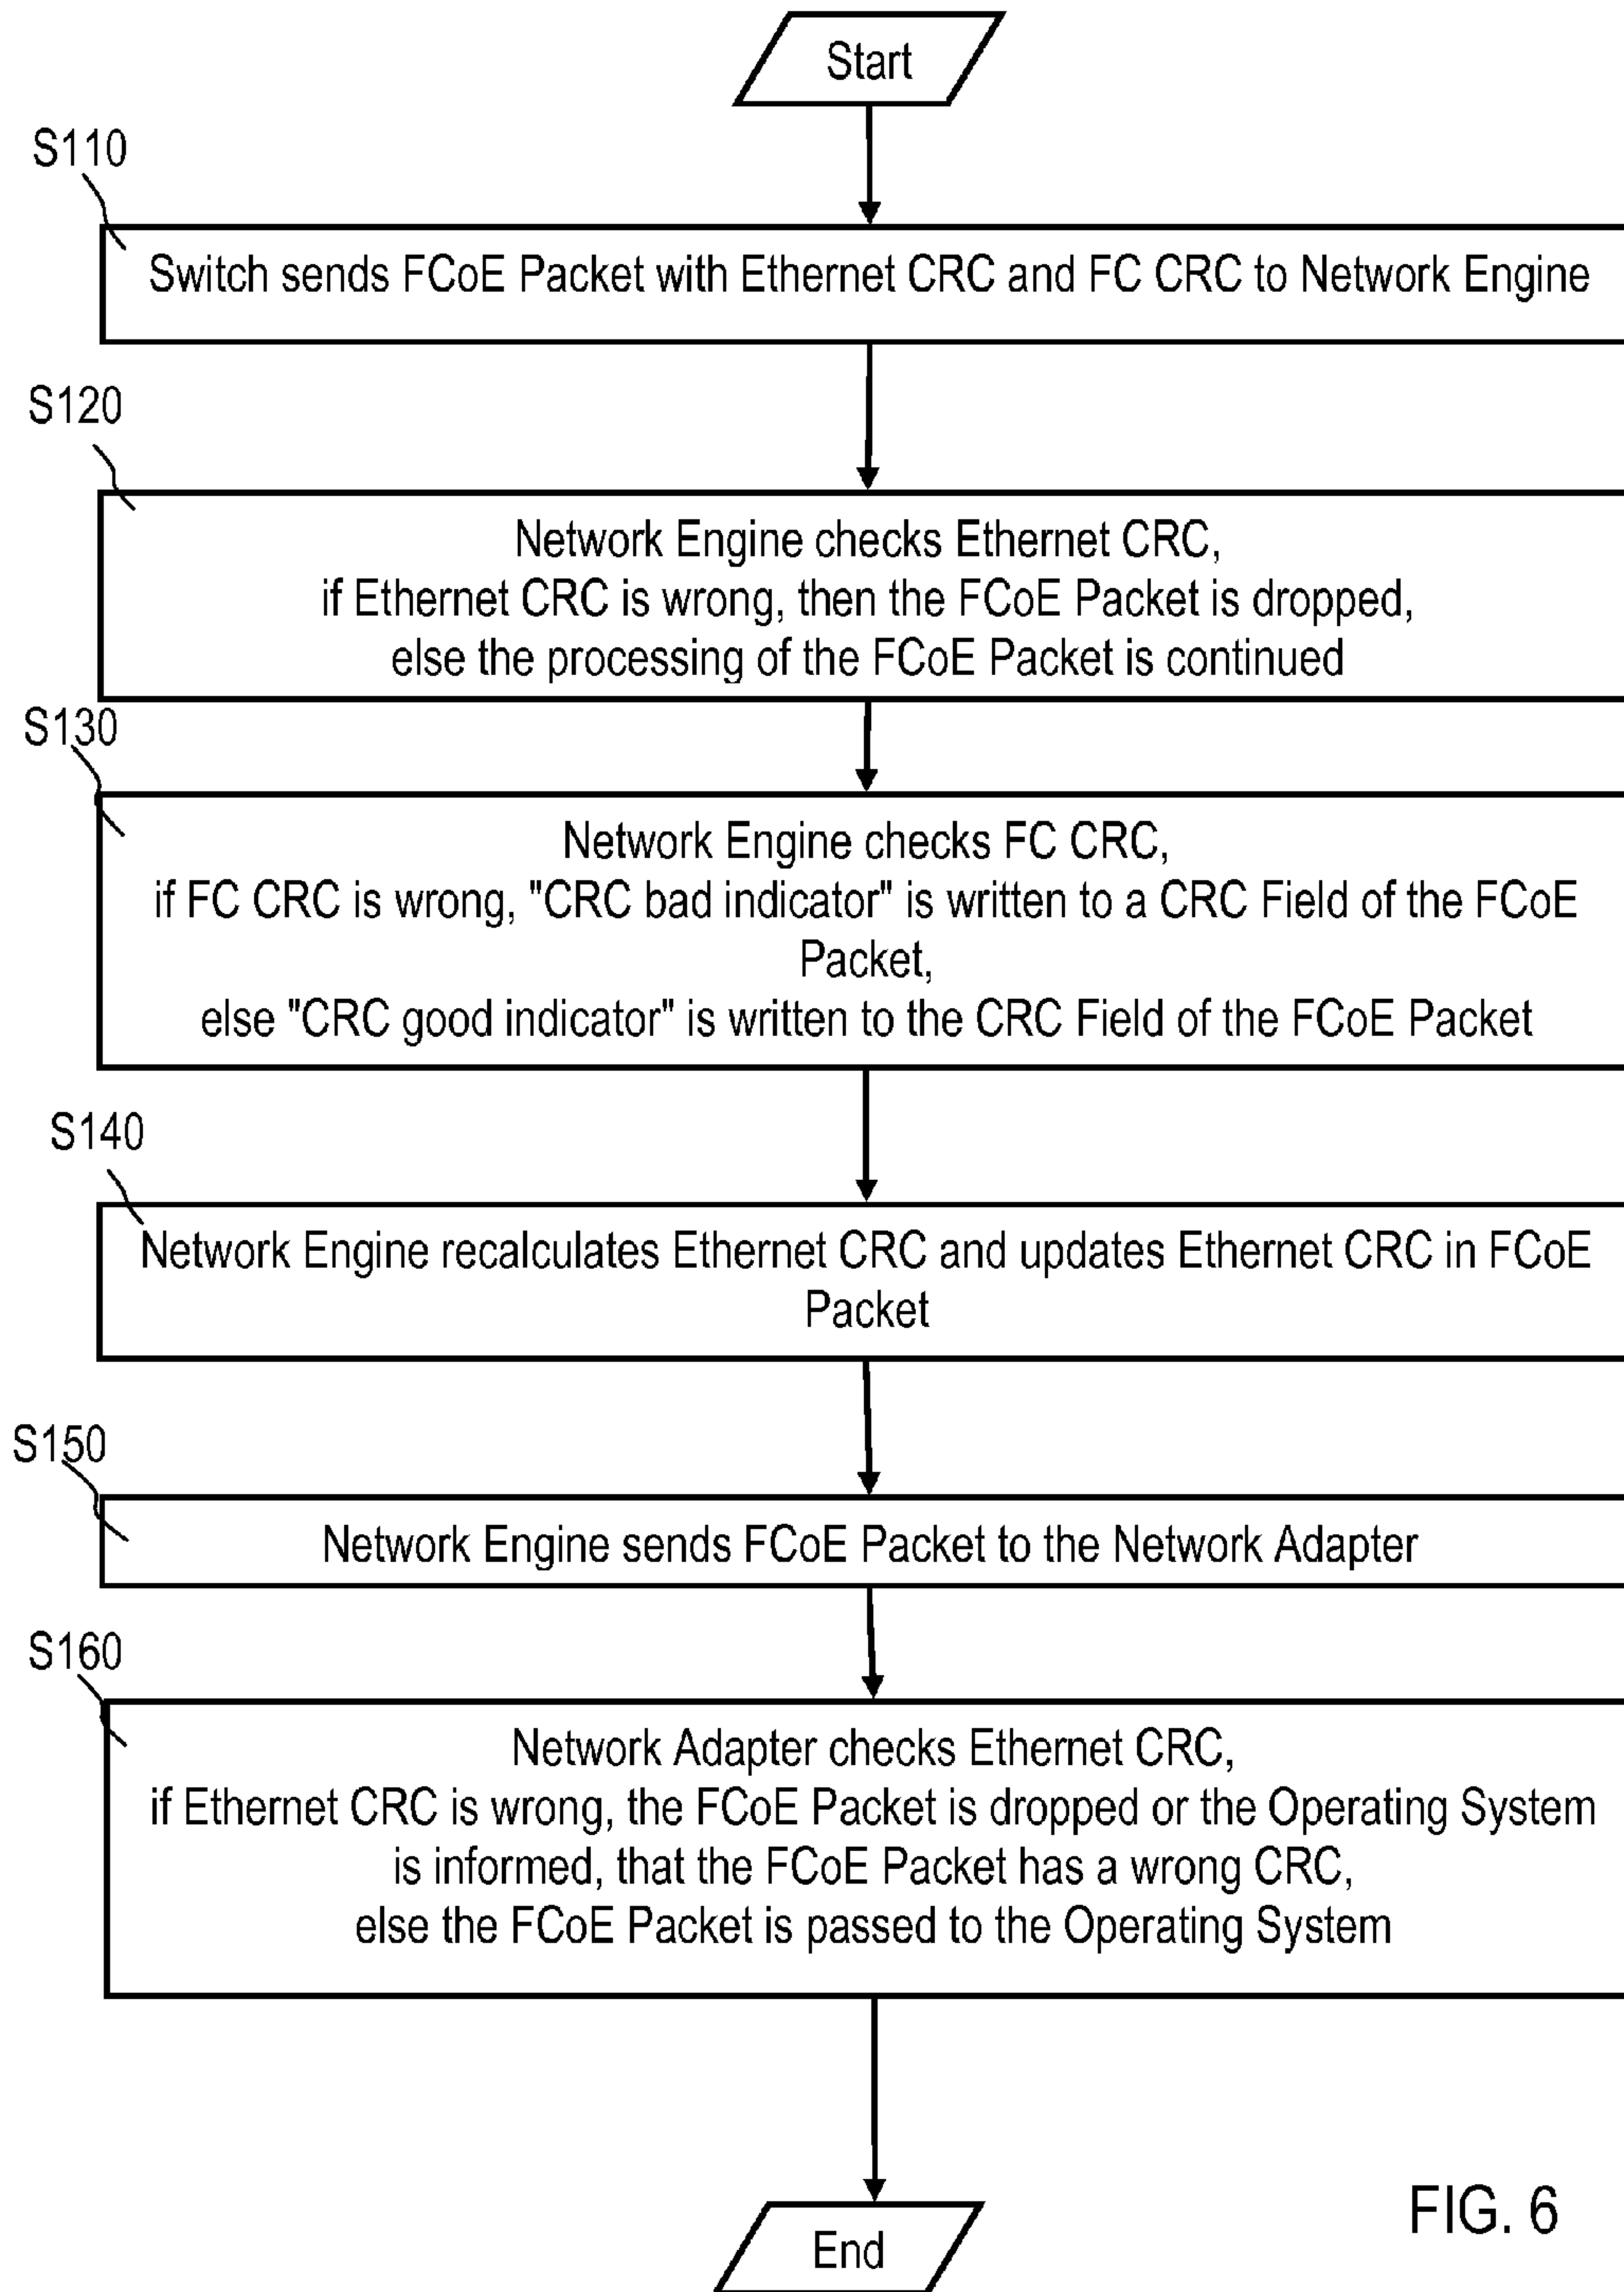 Start
S110
Switch sends FCoE Packet with Ethernet CRC and FC CRC to Network Engine
S120
Network Engine checks Ethernet CRC,
if Ethernet CRC is wrong, then the FCoE Packet is dropped,
else the processing of the FCoE Packet is continued
S130
Network Engine checks FC CRC,
if FC CRC is wrong, "CRC bad indicator" is written to a CRC Field of the FCoE
Packet,
else "CRC good indicator" is written to the CRC Field of the FCoE Packet
S140
Network Engine recalculates Ethernet CRC and updates Ethernet CRC in FCoE
Packet
S150
Network Engine sends FCoE Packet to the Network Adapter
S160
Network Adapter checks Ethernet CRC,
if Ethernet CRC is wrong, the FCoE Packet is dropped or the Operating System
is informed, that the FCoE Packet has a wrong CRC,
else the FCoE Packet is passed to the Operating System
End
FIG. 6